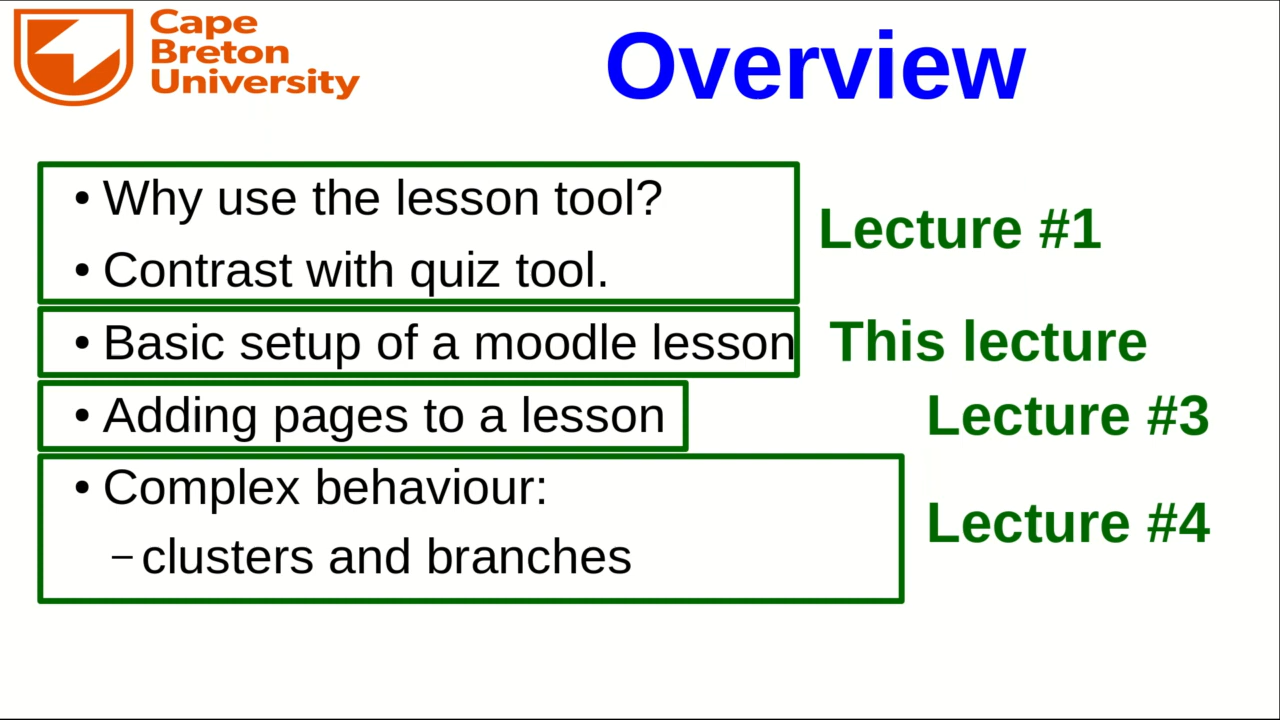 Cape
Breton
University
Overview
• Why use the lesson tool?
• Contrast with quiz tool.
Lecture #1
• Basic setup of a moodle lesson
This lecture
• Adding pages to a lesson
Lecture #3
• Complex behaviour:
– clusters and branches
Lecture #4